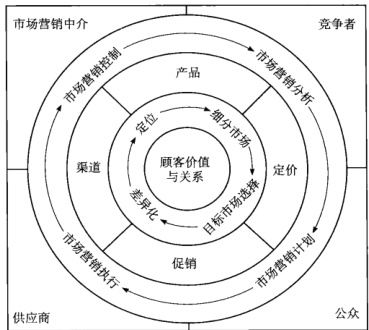 市场营销中介
竞争者
市场营销控制
市场营销分析
产品
定位
细分市场
渠道
顾客价值
与关系
定价
差异化
目标市场选择
市场营销执行
市场营销计划
促销
供应商
公众